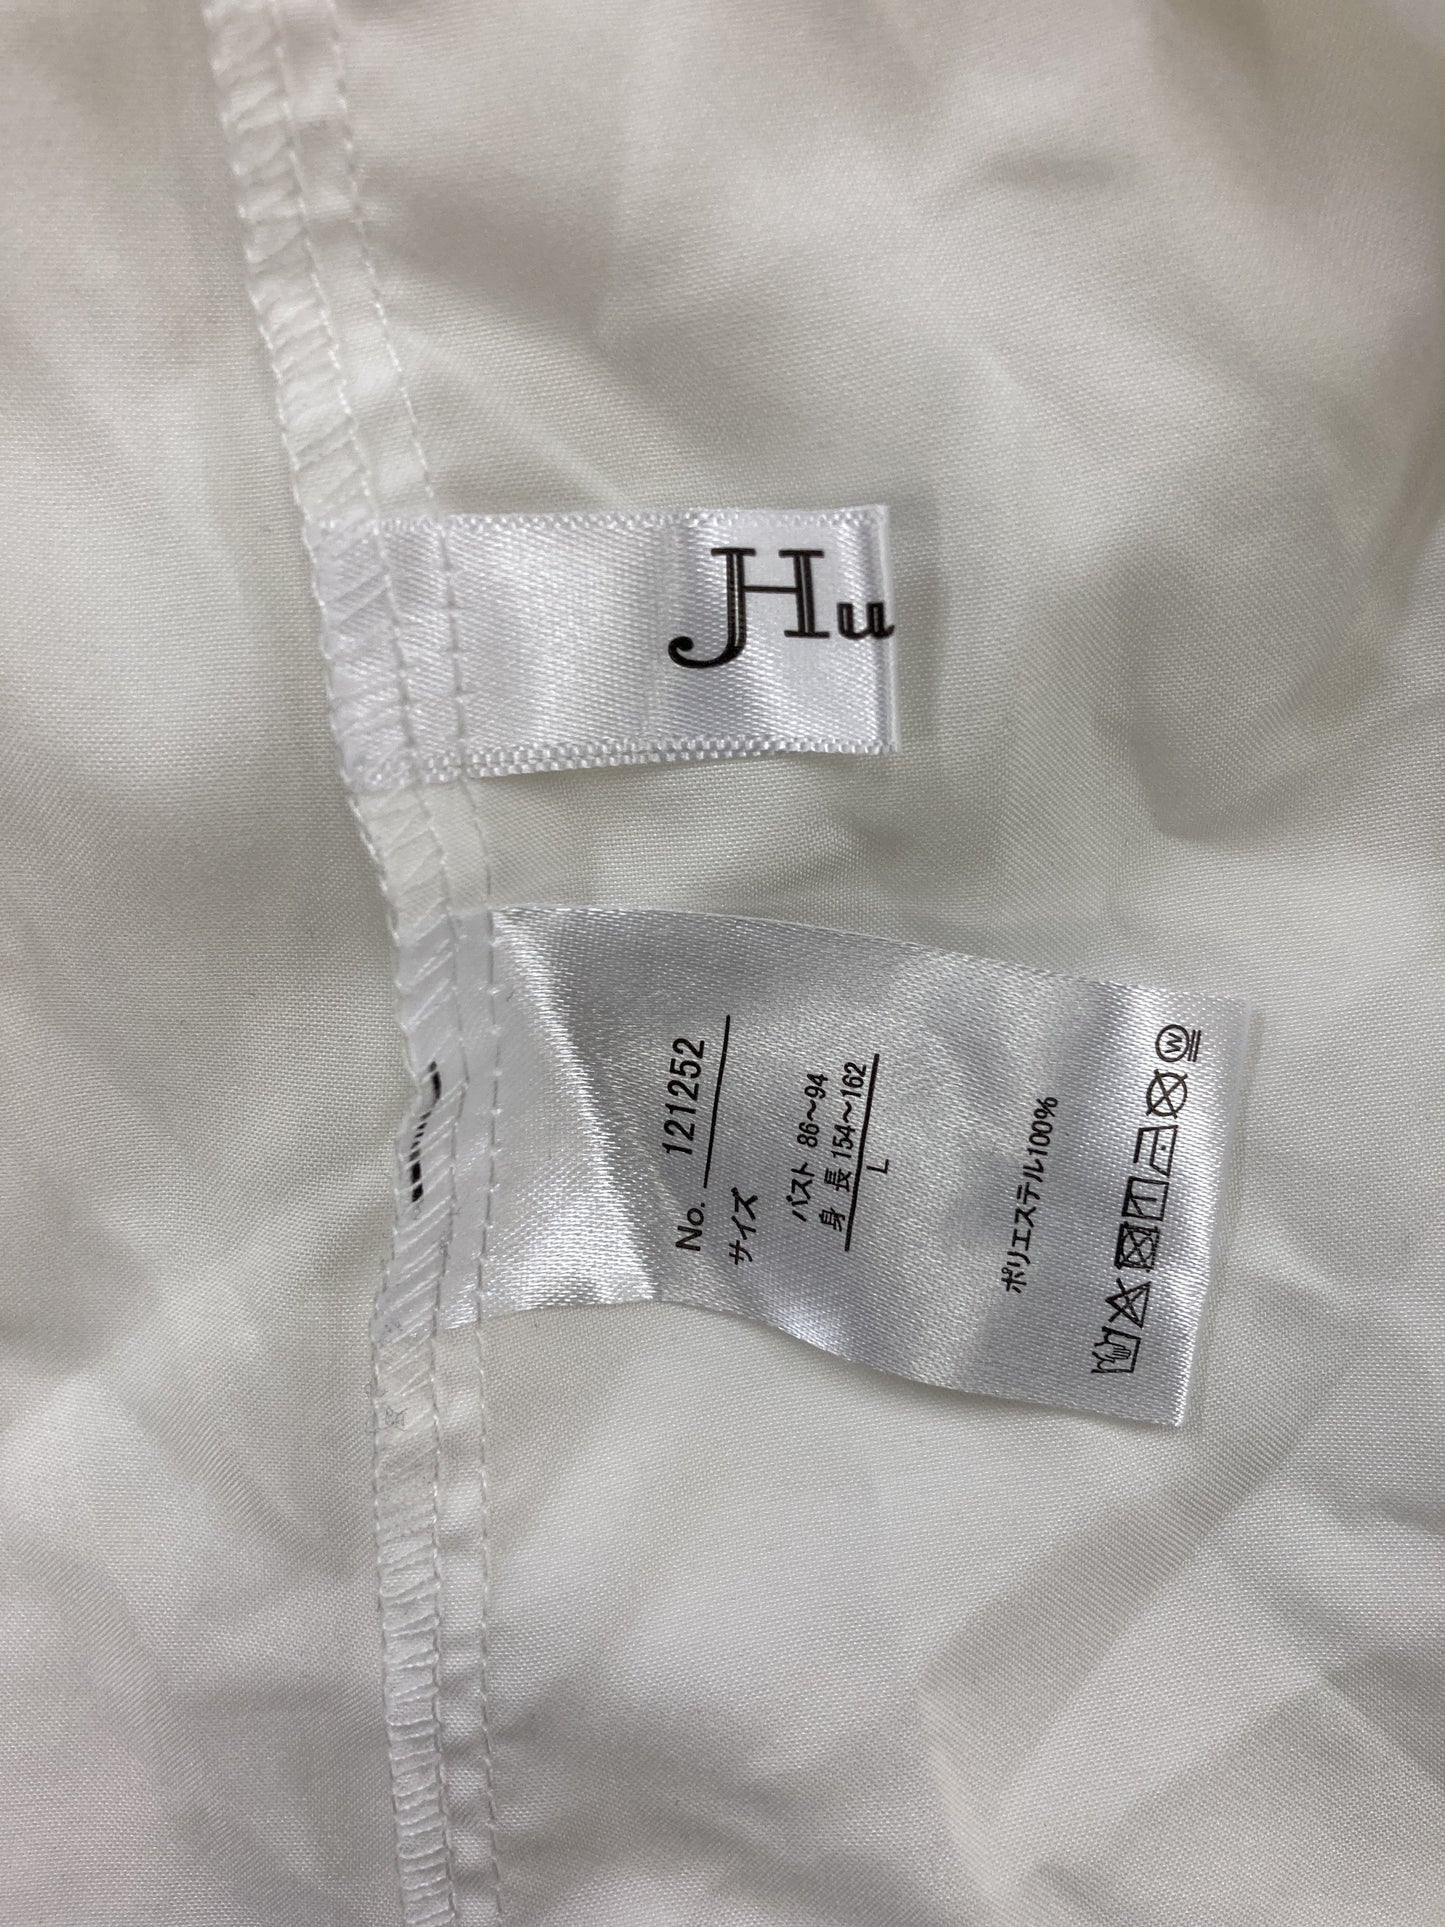 JHu
No. 121252
サイズ
バスト 86～94
身 長 154～162
L
ポリエステル100%
W